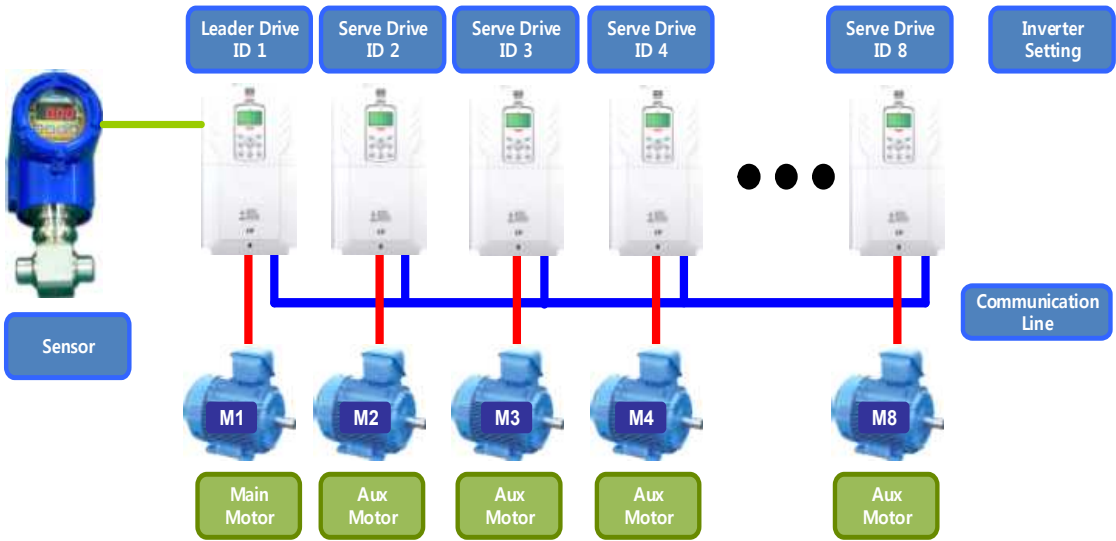 Leader Drive
ID 1
Serve Drive
ID 2
Serve Drive
ID 3
Serve Drive
ID 4
Serve Drive
ID 8
Inverter
Setting
Sensor
Communication
Line
M1
M2
M3
M4
M8
Main
Motor
Aux
Motor
Aux
Motor
Aux
Motor
Aux
Motor